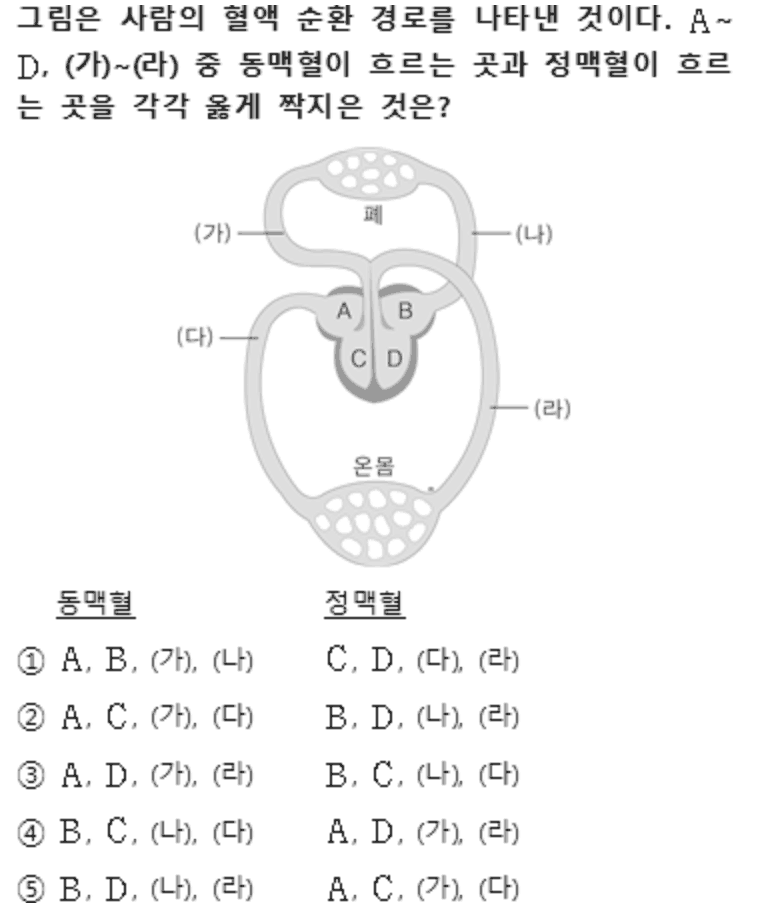 그림은 사람의 혈액 순환 경로를 나타낸 것이다. A~
D, (가)~(라) 중 동맥혈이 흐르는 곳과 정맥혈이 흐르
는 곳을 각각 옳게 짝지은 것은?
폐
(가)
(나)
A
B
(다)
C
D
(라)
온몸
동맥혈 정맥혈
① A, B, (가), (나) C, D, (다), (라)
② A, C, (가), (다) B, D, (나), (라)
③ A, D, (가), (라) B, C, (나), (다)
④ B, C, (나), (다) A, D, (가), (라)
⑤ B, D, (나), (라) A, C, (가), (다)